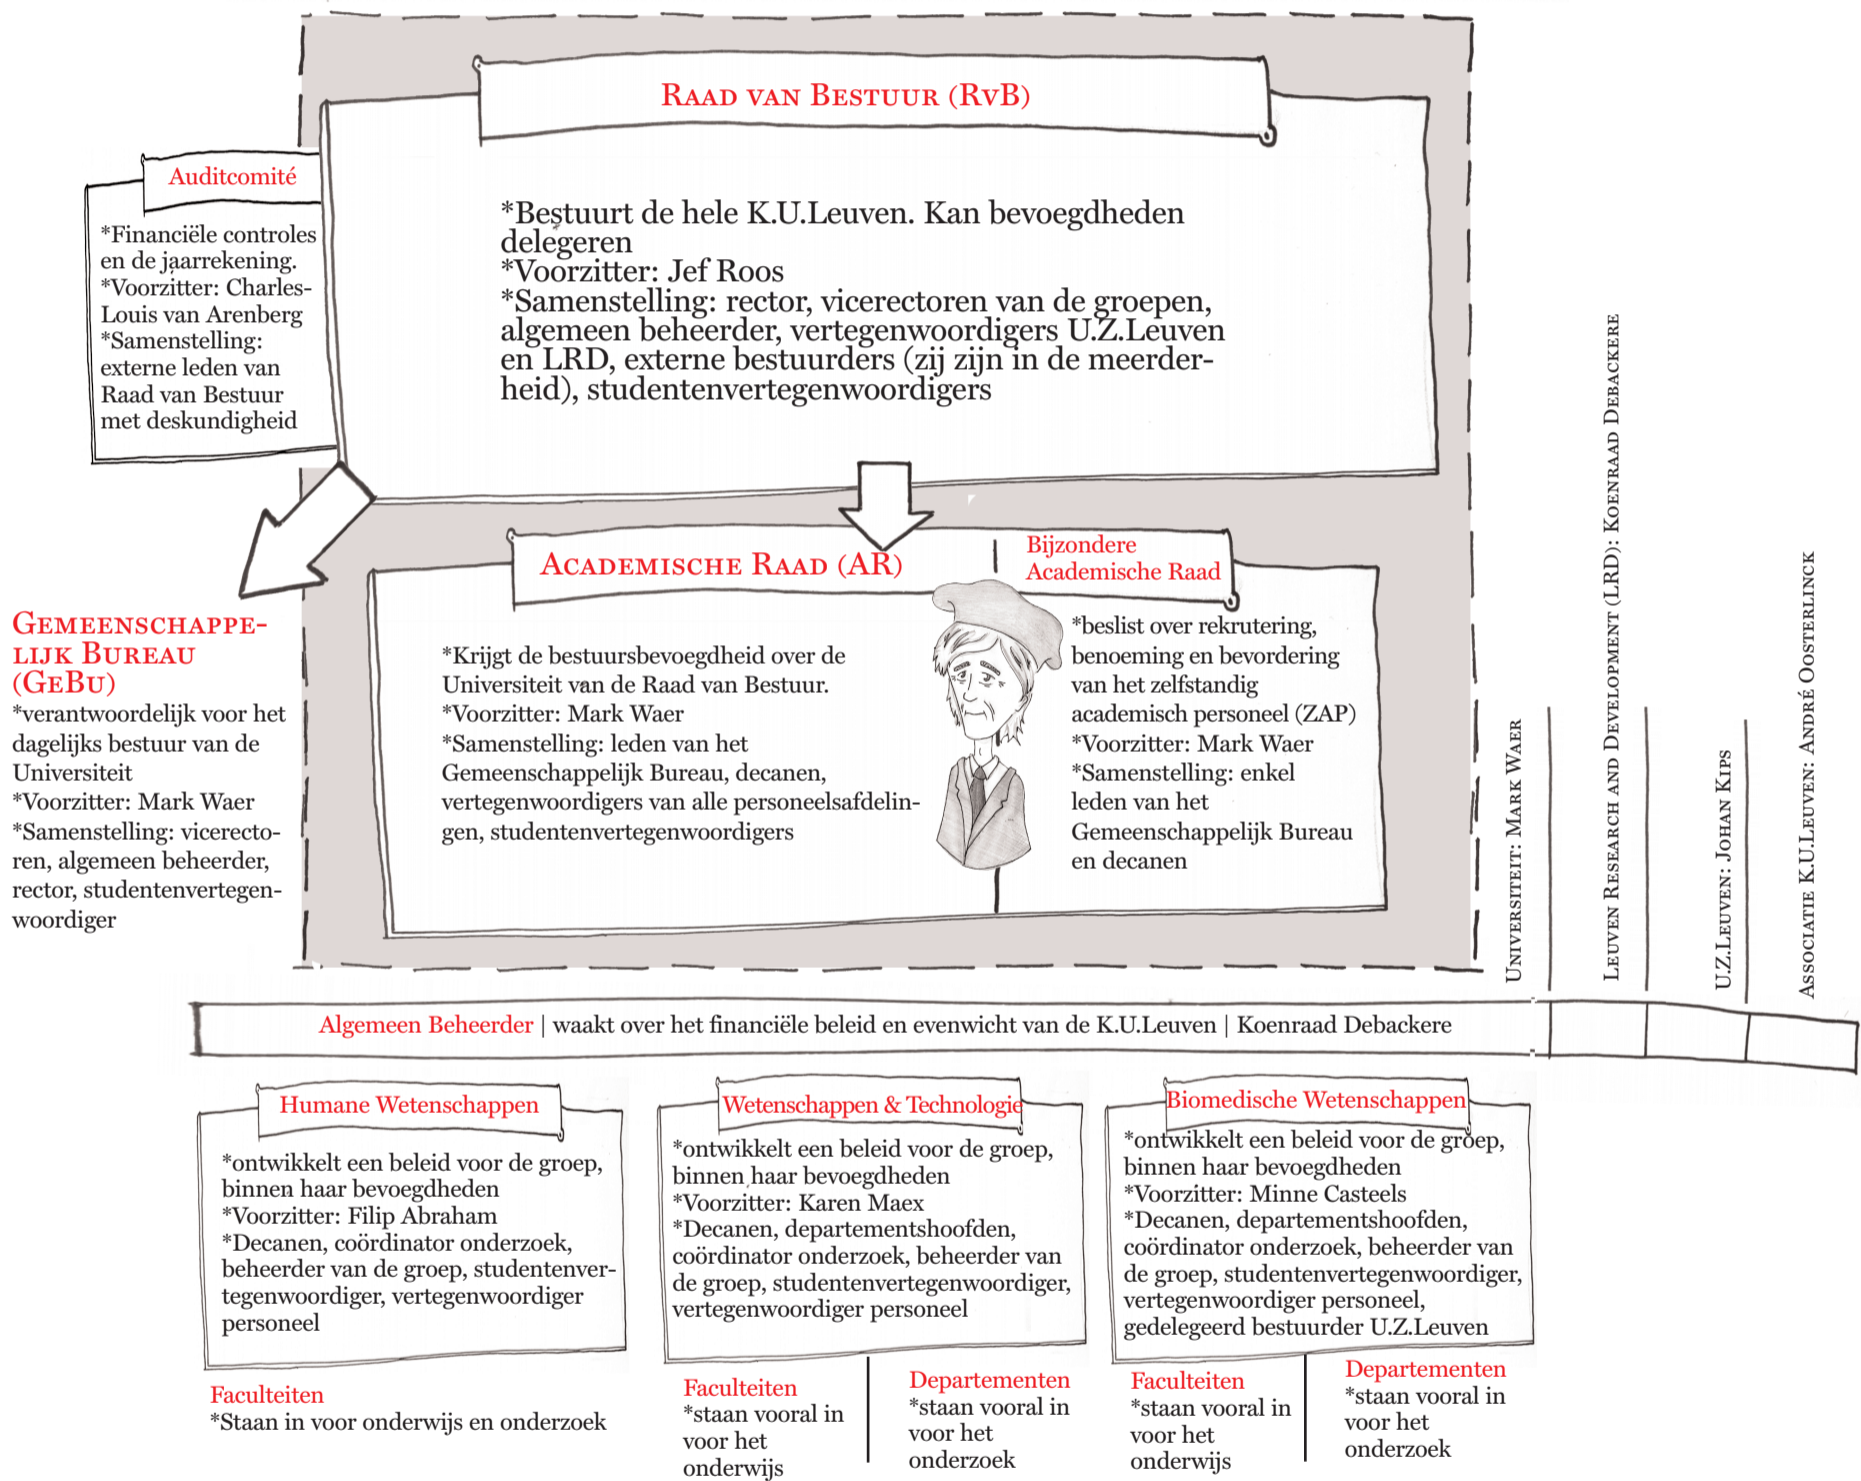 Raad van Bestuur (RvB)
*Bestuurt de hele K.U.Leuven. Kan bevoegdheden
delegeren
*Voorzitter: Jef Roos
*Samenstelling: rector, vicerectoren van de groepen,
algemeen beheerder, vertegenwoordigers U.Z.Leuven
en LRD, externe bestuurders (zij zijn in de meerder-
heid), studentenvertegenwoordigers
Auditcomité
*Financiële controles
en de jaarrekening.
*Voorzitter: Charles-
Louis van Arenberg
*Samenstelling:
externe leden van
Raad van Bestuur
met deskundigheid
Gemeenschappe-
lijk Bureau
(GeBu)
*verantwoordelijk voor het
dagelijks bestuur van de
Universiteit
*Voorzitter: Mark Waer
*Samenstelling: vicerecto-
ren, algemeen beheerder,
rector, studentenvertegen-
woordiger
Academische Raad (AR)
*Krijgt de bestuursbevoegdheid over de
Universiteit van de Raad van Bestuur.
*Voorzitter: Mark Waer
*Samenstelling: leden van het
Gemeenschappelijk Bureau, decanen,
vertegenwoordigers van alle personeelsafdelin-
gen, studentenvertegenwoordigers
Bijzondere
Academische Raad
*beslist over rekrutering,
benoeming en bevordering
van het zelfstandig
academisch personeel (ZAP)
*Voorzitter: Mark Waer
*Samenstelling: enkel
leden van het
Gemeenschappelijk Bureau
en decanen
Universiteit: Mark Waer
Leuven Research and Development (LRD): Koenraad Debackere
U.Z.Leuven: Johan Kips
Associatie K.U.Leuven: André Oosterlinck
Algemeen Beheerder | waakt over het financiële beleid en evenwicht van de K.U.Leuven | Koenraad Debackere
Humane Wetenschappen
*ontwikkelt een beleid voor de groep,
binnen haar bevoegdheden
*Voorzitter: Filip Abraham
*Decanen, coördinator onderzoek,
beheerder van de groep, studentenver-
tegenwoordiger, vertegenwoordiger
personeel
Faculteiten
*Staan in voor onderwijs en onderzoek
Wetenschappen & Technologie
*ontwikkelt een beleid voor de groep,
binnen haar bevoegdheden
*Voorzitter: Karen Maex
*Decanen, departementshoofden,
coördinator onderzoek, beheerder van
de groep, studentenvertegenwoordiger,
vertegenwoordiger personeel
Faculteiten
*staan vooral in
voor het
onderwijs
Departementen
*staan vooral in
voor het
onderzoek
Biomedische Wetenschappen
*ontwikkelt een beleid voor de groep,
binnen haar bevoegdheden
*Voorzitter: Minne Casteels
*Decanen, departementshoofden,
coördinator onderzoek, beheerder van
de groep, studentenvertegenwoordiger,
vertegenwoordiger personeel,
gedelegeerd bestuurder U.Z.Leuven
Faculteiten
*staan vooral in
voor het
onderwijs
Departementen
*staan vooral in
voor het
onderzoek